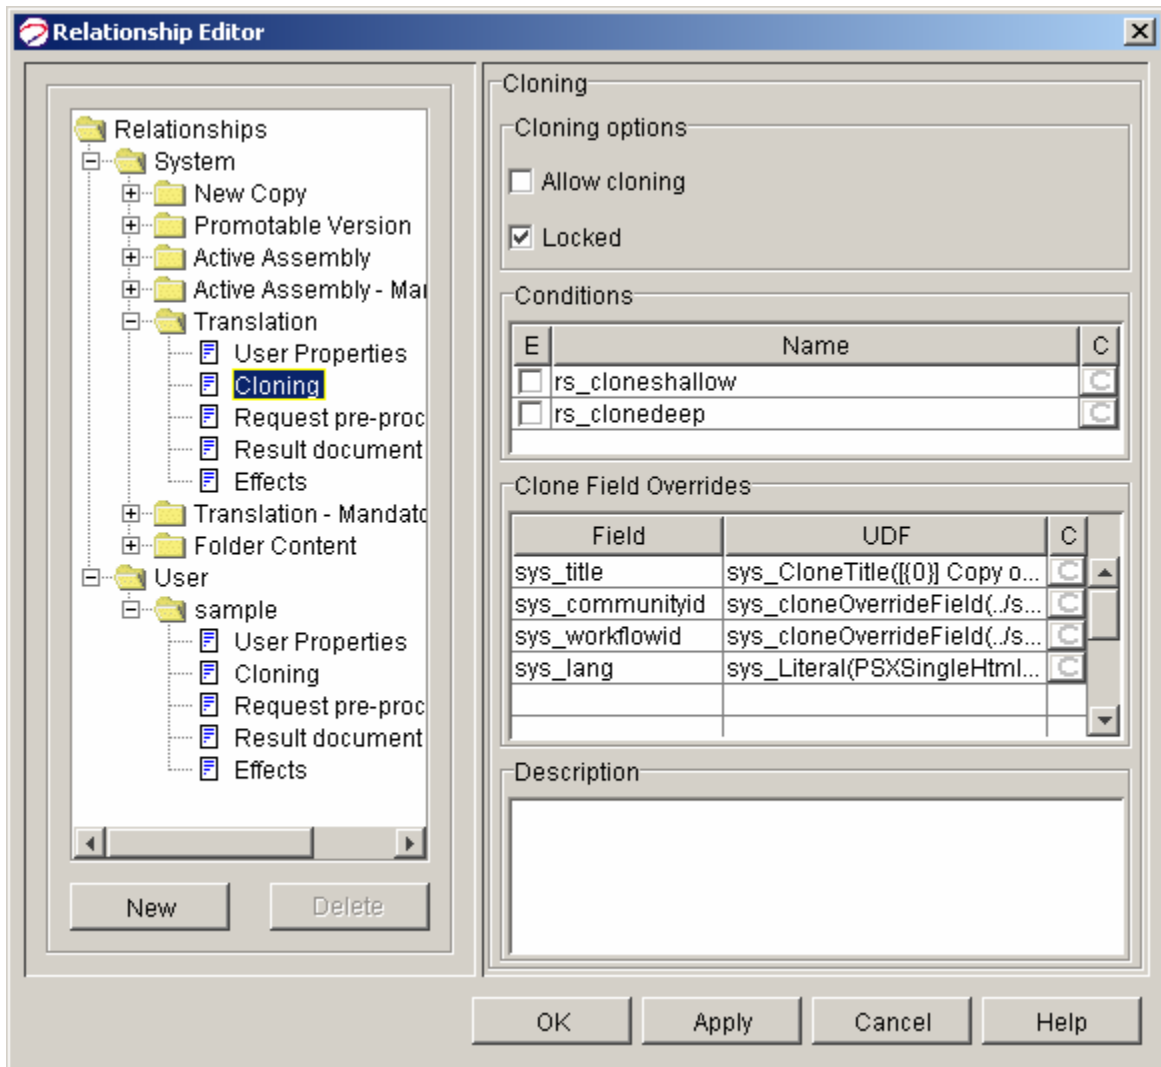 Relationship Editor
Relationships
System
New Copy
Promotable Version
Active Assembly
Active Assembly - Mar
Translation
User Properties
Cloning
Request pre-proc
Result document
Effects
Translation - Mandato
Folder Content
User
sample
User Properties
Cloning
Request pre-proc
Result document
Effects
New Delete
Cloning
Cloning options
Allow cloning
Locked
Conditions
E Name C
rs_cloneshallow C
rs_clonedeep C
Clone Field Overrides
Field UDF C
sys_title sys_CloneTitle([{0}] Copy o... C
sys_communityid sys_cloneOverrideField(../s... C
sys_workflowid sys_cloneOverrideField(../s... C
sys_lang sys_Literal(PSXSingleHtml... C
Description
OK Apply Cancel Help